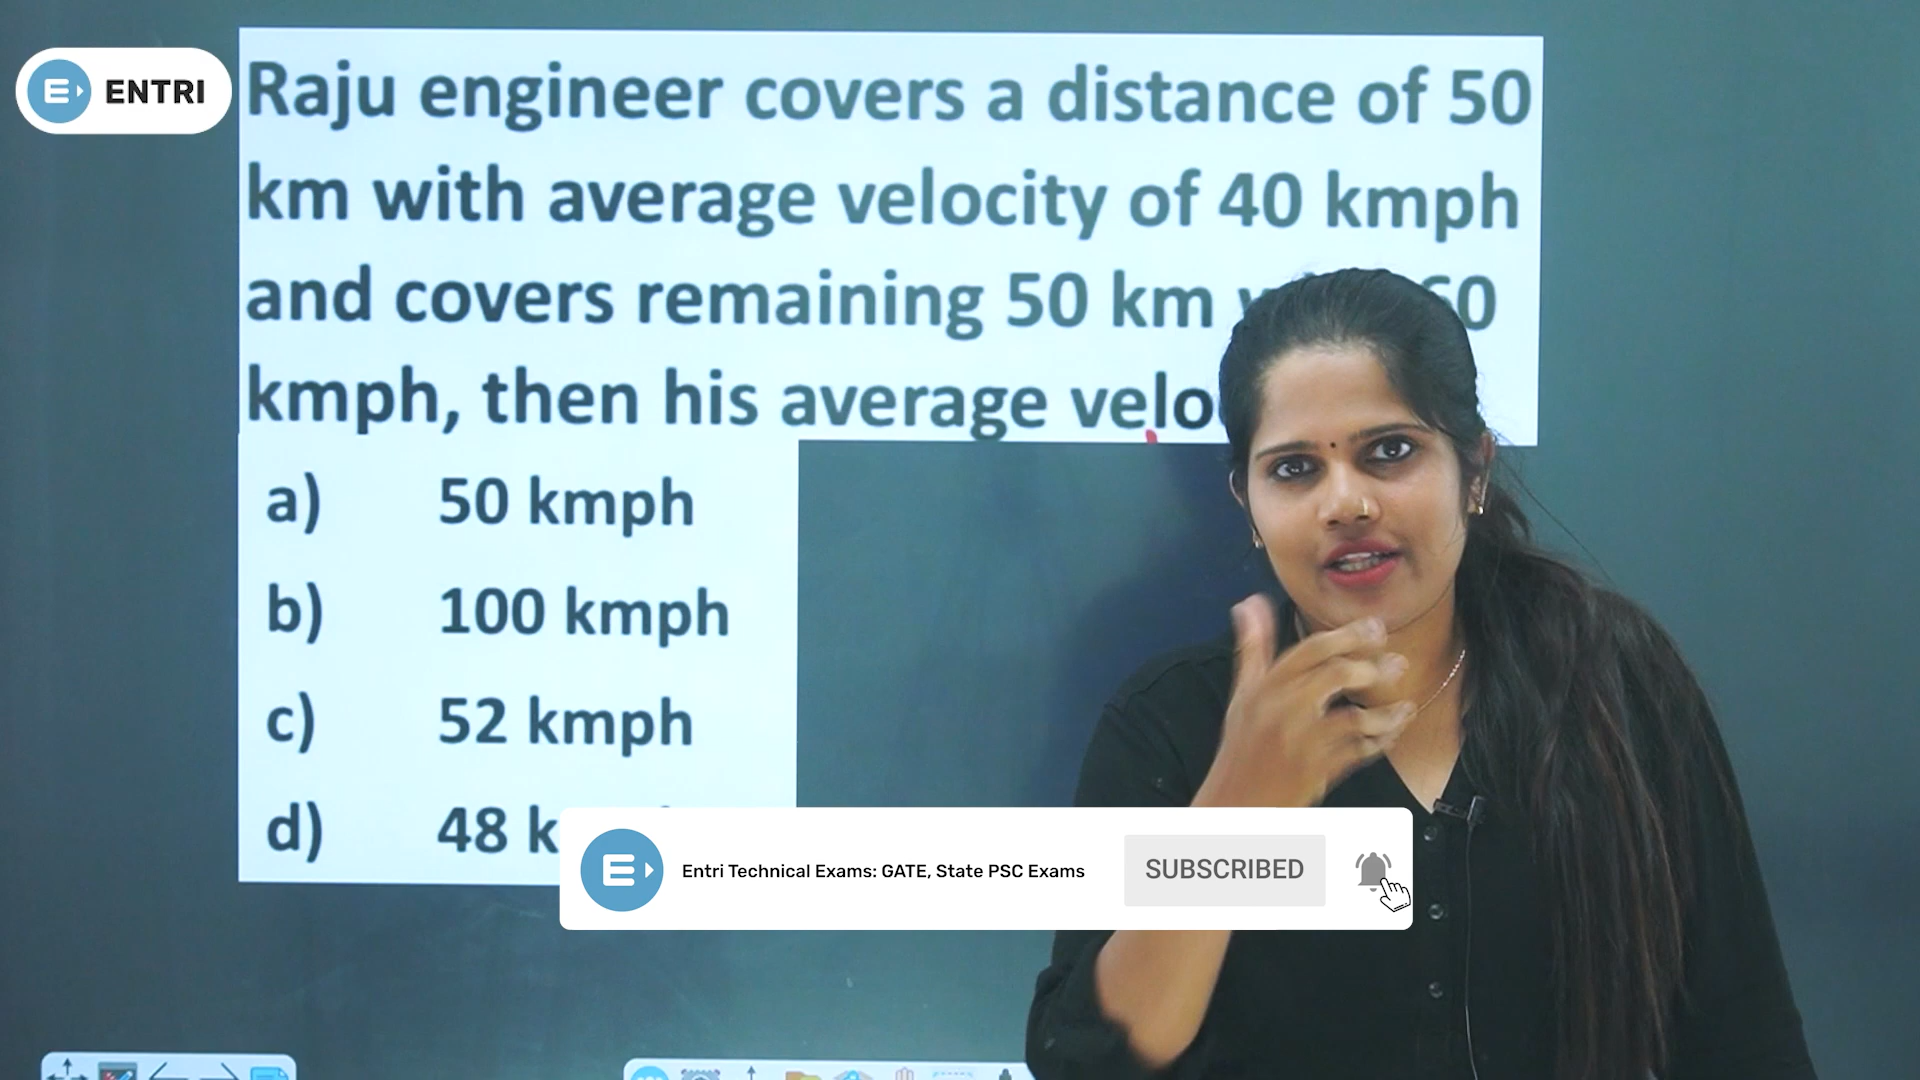 ENTRI
Raju engineer covers a distance of 50
km with average velocity of 40 kmph
and covers remaining 50 km 60
kmph, then his average velo
a) 50 kmph
b) 100 kmph
c) 52 kmph
d) 48 k
Entri Technical Exams: GATE, State PSC Exams
SUBSCRIBED